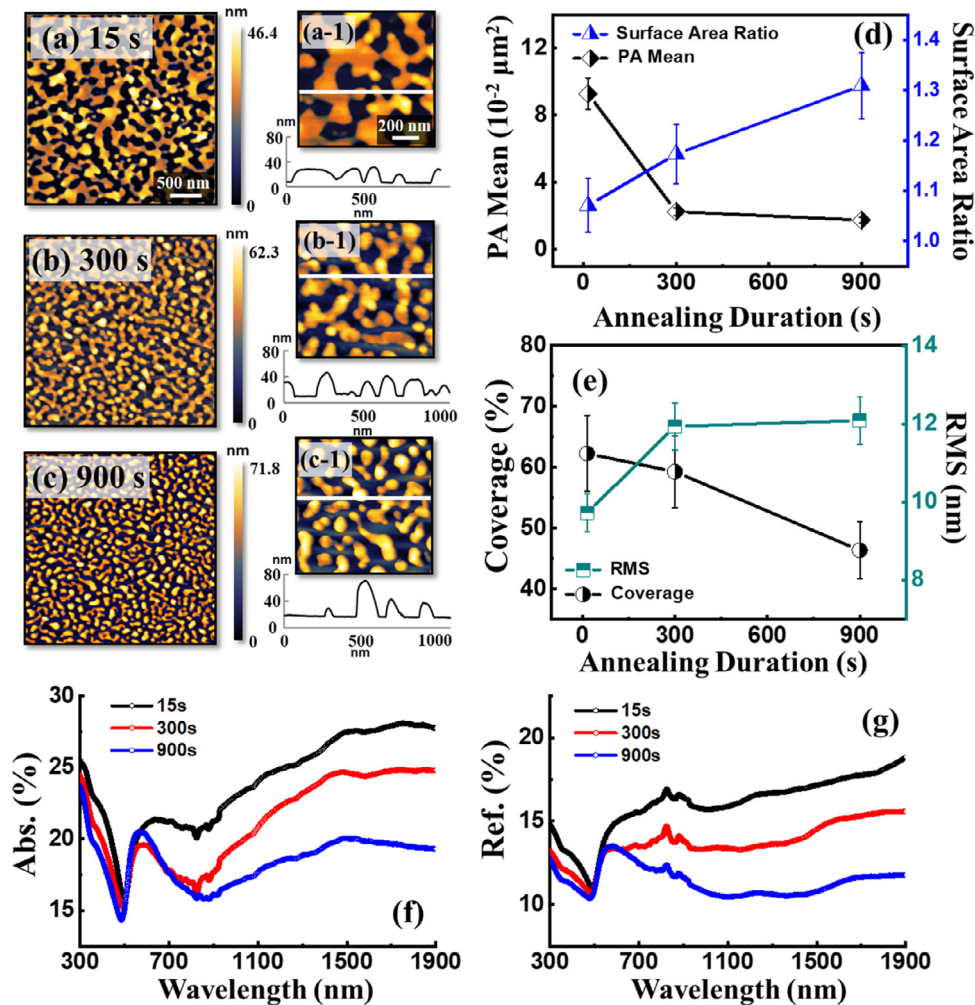 nm
(a) 15 s
46.4
0
500 nm
(a-1)
200 nm
80
40
0
500
nm
(b) 300 s
62.3
0
(b-1)
nm
80
40
0
0
500
1000
nm
(c) 900 s
71.8
0
(c-1)
nm
80
40
0
0
500
1000
nm
(d)
Surface Area Ratio
PA Mean
PA Mean (10⁻² μm²)
12
8
4
0
Surface Area Ratio
1.4
1.3
1.2
1.1
1.0
0 300 600 900
Annealing Duration (s)
(e)
Coverage (%)
80
70
60
50
40
RMS (nm)
14
12
10
8
RMS
Coverage
0 300 600 900
Annealing Duration (s)
15s
300s
900s
Abs. (%)
30
25
20
15
(f)
300 700 1100 1500 1900
Wavelength (nm)
15s
300s
900s
(g)
Ref. (%)
20
15
10
300 700 1100 1500 1900
Wavelength (nm)